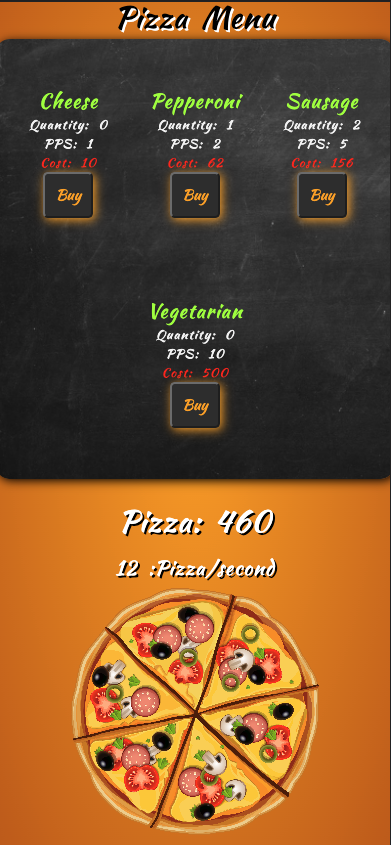 Pizza Menu
Cheese
Quantity: 0
PPS: 1
Cost: 10
Buy
Pepperoni
Quantity: 1
PPS: 2
Cost: 62
Buy
Sausage
Quantity: 2
PPS: 5
Cost: 156
Buy
Vegetarian
Quantity: 0
PPS: 10
Cost: 500
Buy
Pizza: 460
12 :Pizza/second